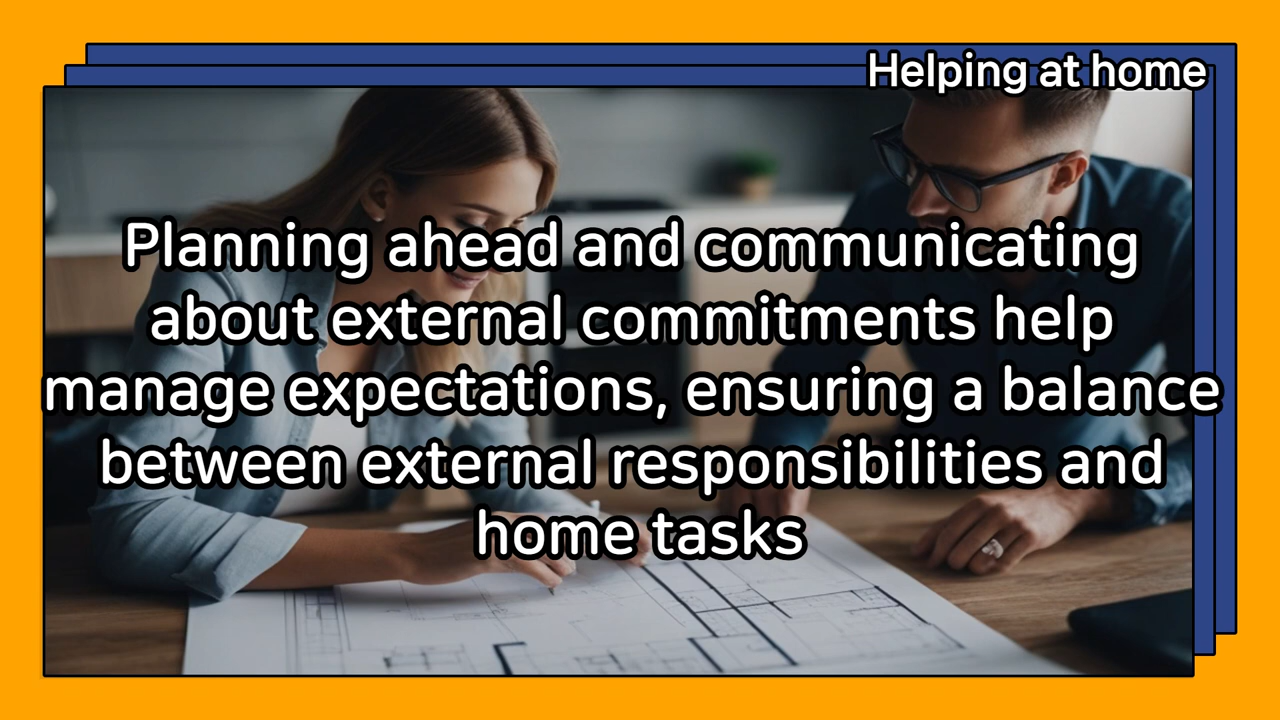 Helping at home
Planning ahead and communicating
about external commitments help
manage expectations, ensuring a balance
between external responsibilities and
home tasks